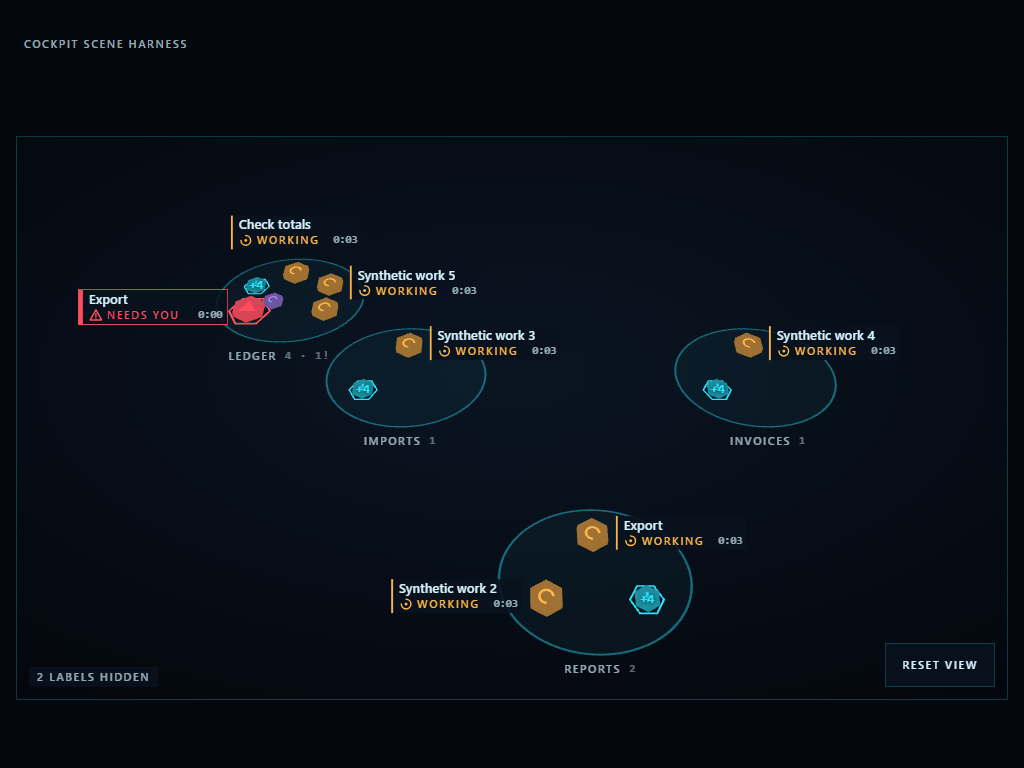 COCKPIT SCENE HARNESS
Check totals
WORKING 0:03
+4
Synthetic work 5
WORKING 0:03
Export
NEEDS YOU 0:00
LEDGER 4 · 1!
Synthetic work 3
WORKING 0:03
+4
IMPORTS 1
Synthetic work 4
WORKING 0:03
+4
INVOICES 1
Export
WORKING 0:03
Synthetic work 2
WORKING 0:03
+4
REPORTS 2
2 LABELS HIDDEN
RESET VIEW